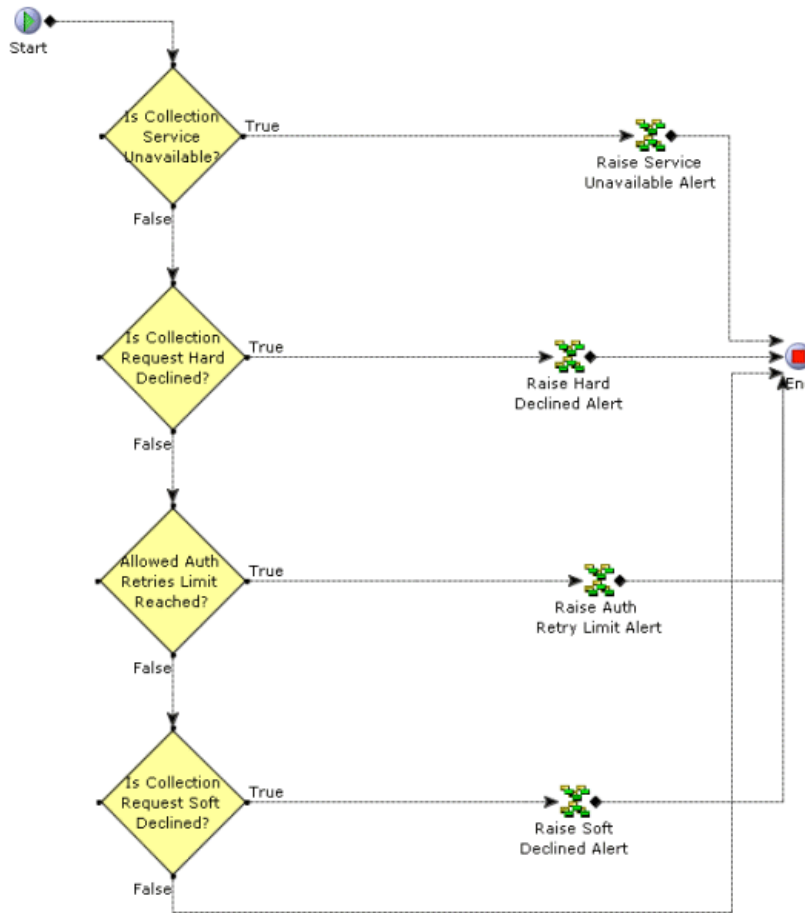 Start
Is Collection
Service
Unavailable?
True
Raise Service
Unavailable Alert
False
Is Collection
Request Hard
Declined?
True
Raise Hard
Declined Alert
En
False
Allowed Auth
Retries Limit
Reached?
True
Raise Auth
Retry Limit Alert
False
Is Collection
Request Soft
Declined?
True
Raise Soft
Declined Alert
False